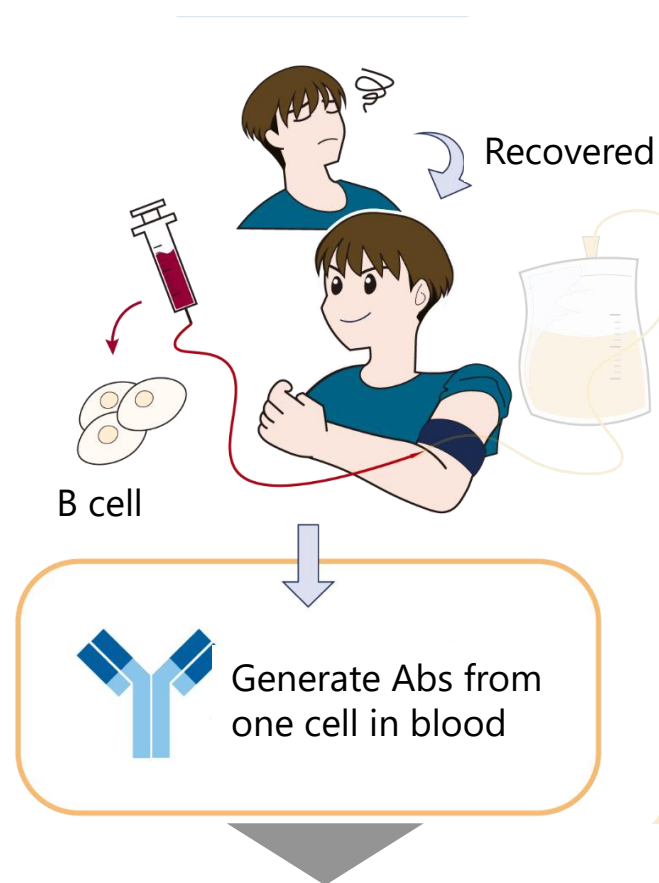 Recovered
B cell
Generate Abs from
one cell in blood